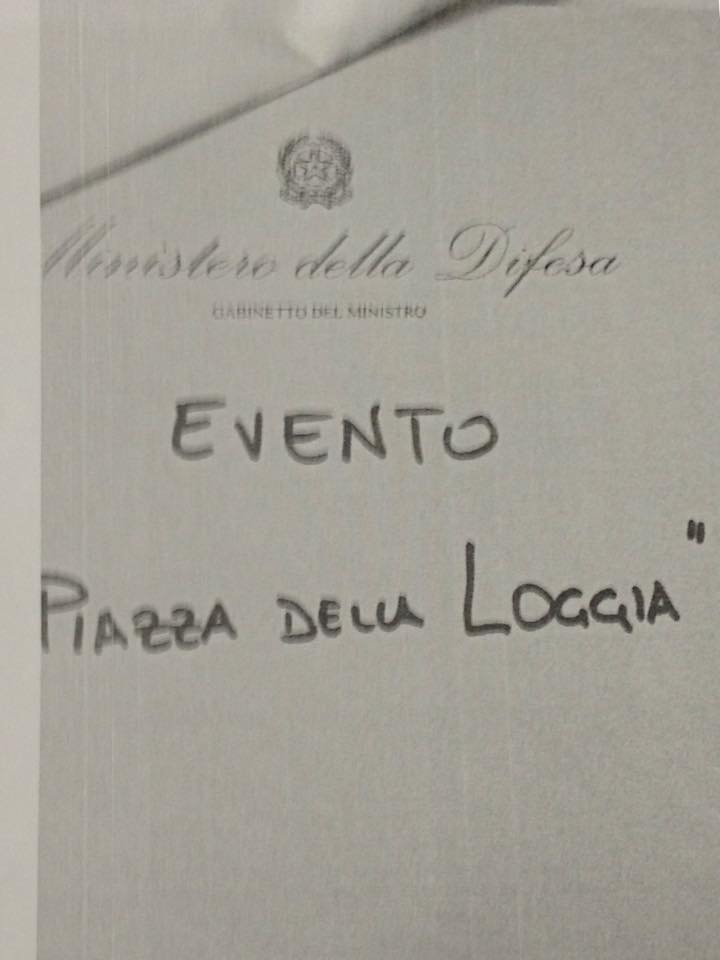 Ministero della Difesa
GABINETTO DEL MINISTRO
EVENTO
PIAZZA DELLA LOGGIA"